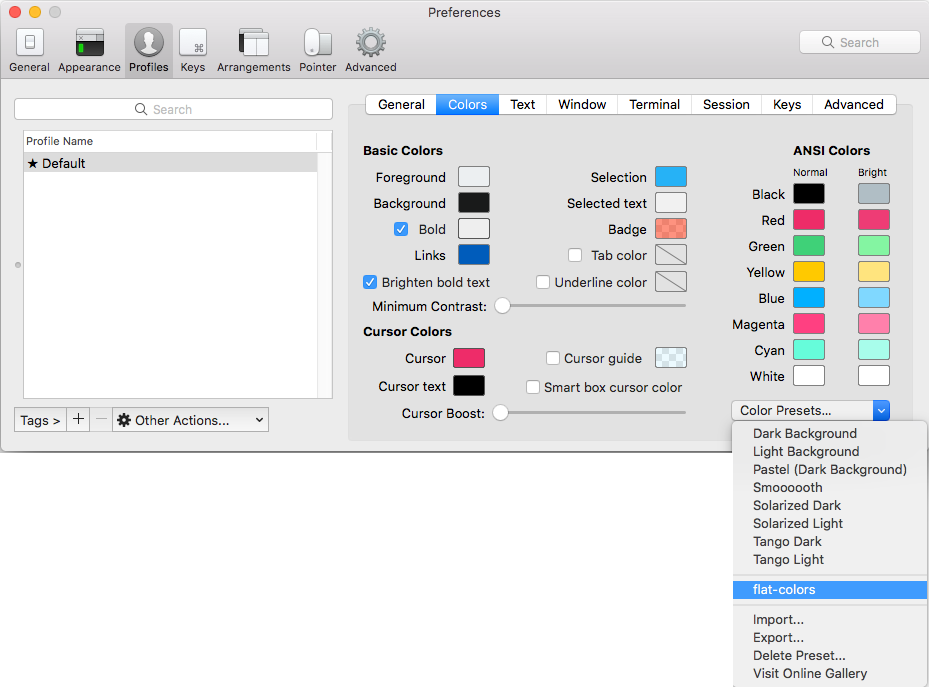 Preferences
General Appearance Profiles Keys Arrangements Pointer Advanced
Search
Search
Profile Name
★ Default
Tags > + − Other Actions...
General Colors Text Window Terminal Session Keys Advanced
Basic Colors
Foreground
Background
Bold
Links
Brighten bold text
Selection
Selected text
Badge
Tab color
Underline color
Minimum Contrast:
Cursor Colors
Cursor
Cursor text
Cursor guide
Smart box cursor color
Cursor Boost:
ANSI Colors
Normal Bright
Black
Red
Green
Yellow
Blue
Magenta
Cyan
White
Color Presets...
Dark Background
Light Background
Pastel (Dark Background)
Smoooooth
Solarized Dark
Solarized Light
Tango Dark
Tango Light
flat-colors
Import...
Export...
Delete Preset...
Visit Online Gallery